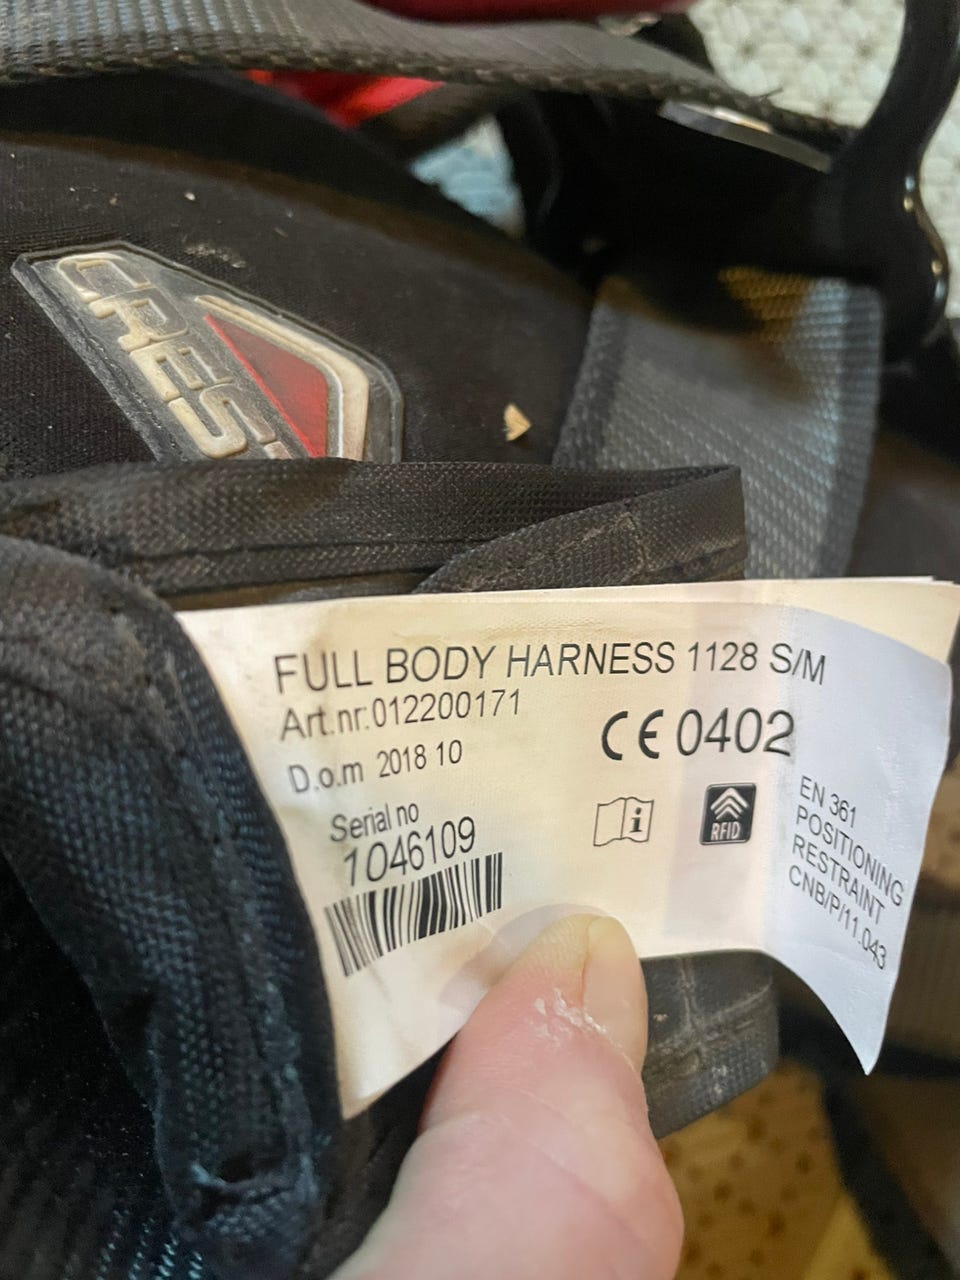 CRES
FULL BODY HARNESS 1128 S/M
Art.nr.012200171
CE 0402
D.o.m 2018 10
Serial no
1046109
RFID
EN 361
POSITIONING
RESTRAINT
CNB/P/11.043